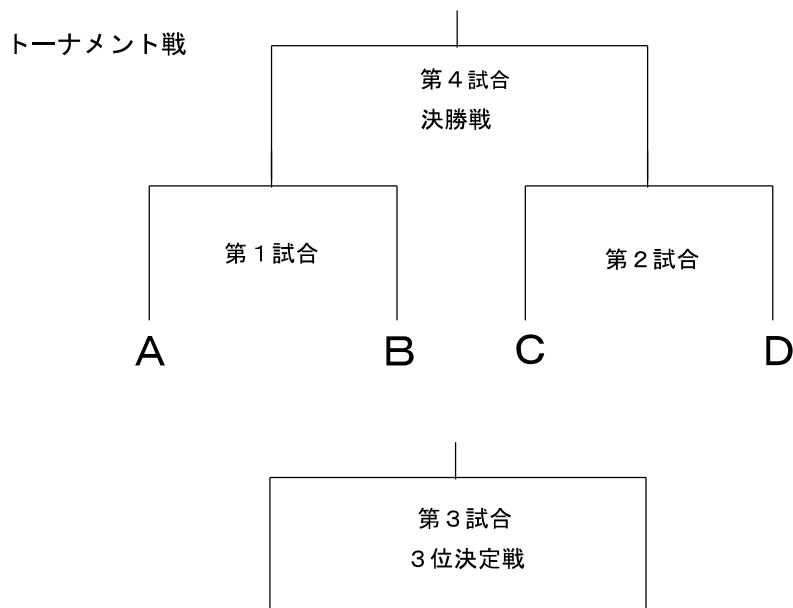 トーナメント戦
第４試合
決勝戦
第１試合
第２試合
A B C D
第３試合
３位決定戦